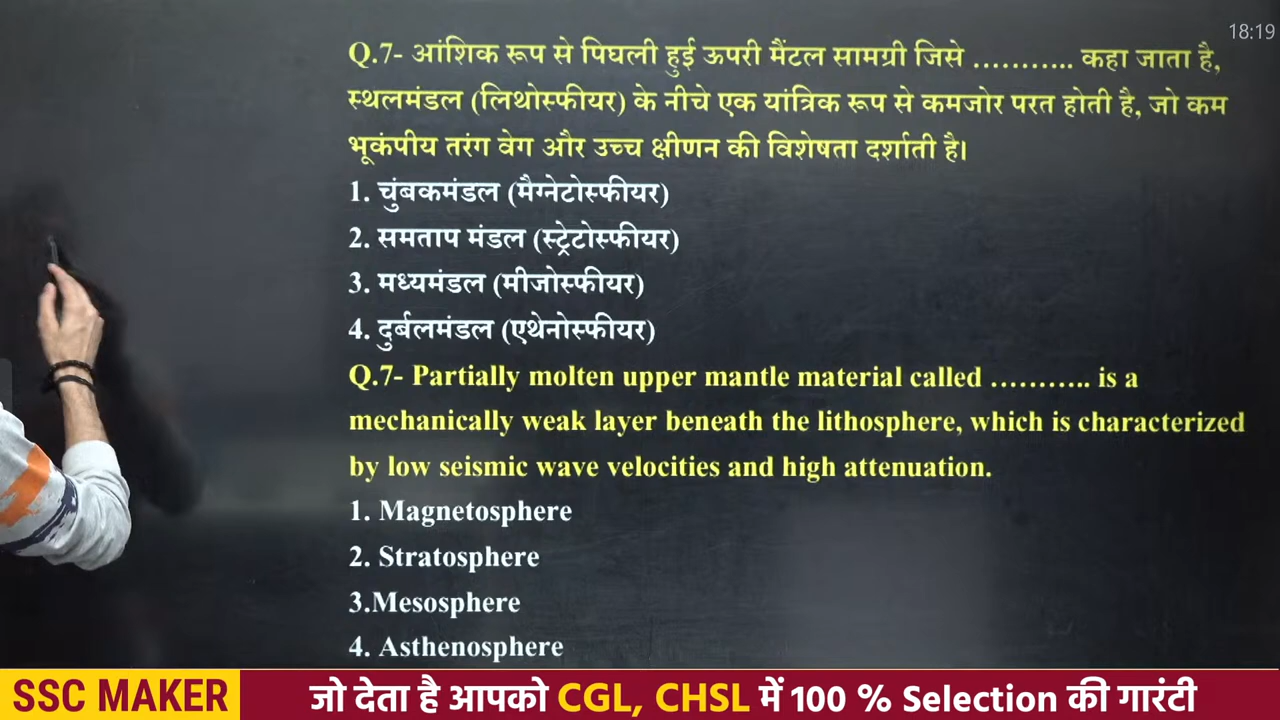 18:19
Q.7- आंशिक रूप से पिघली हुई ऊपरी मैंटल सामग्री जिसे ……….. कहा जाता है,
स्थलमंडल (लिथोस्फीयर) के नीचे एक यांत्रिक रूप से कमजोर परत होती है, जो कम
भूकंपीय तरंग वेग और उच्च क्षीणन की विशेषता दर्शाती है।
1. चुंबकमंडल (मैग्नेटोस्फीयर)
2. समताप मंडल (स्ट्रेटोस्फीयर)
3. मध्यमंडल (मीजोस्फीयर)
4. दुर्बलमंडल (एथेनोस्फीयर)
Q.7- Partially molten upper mantle material called ……….. is a
mechanically weak layer beneath the lithosphere, which is characterized
by low seismic wave velocities and high attenuation.
1. Magnetosphere
2. Stratosphere
3.Mesosphere
4. Asthenosphere
SSC MAKER जो देता है आपको CGL, CHSL में 100 % Selection की गारंटी